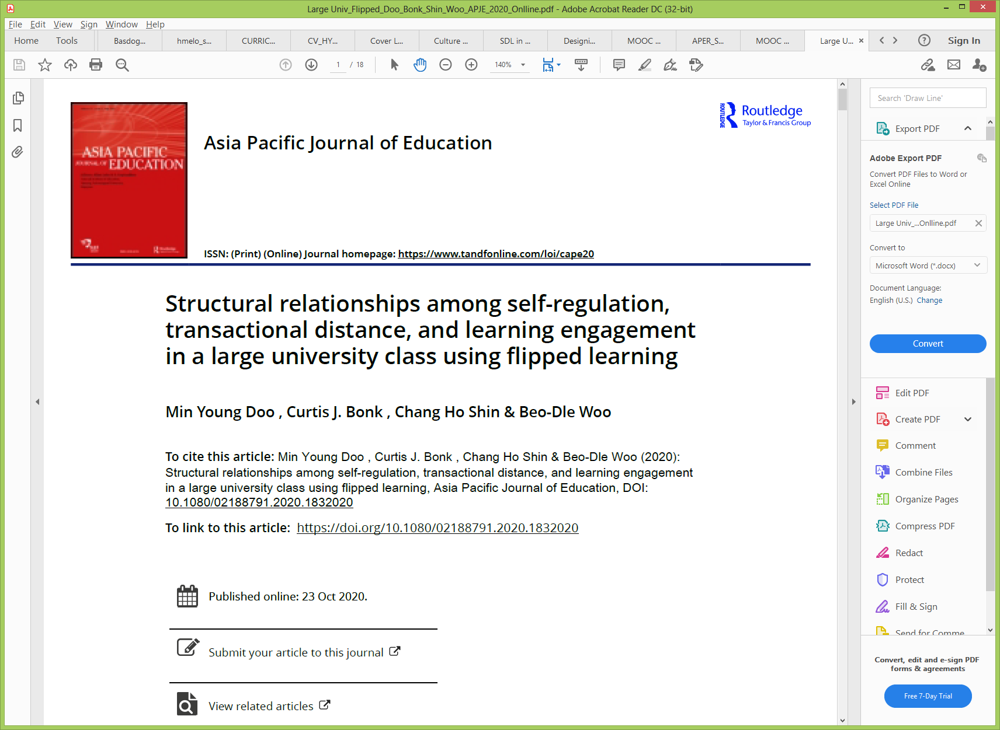 Large Univ_Flipped_Doo_Bonk_Shin_Woo_APJE_2020_Onlline.pdf - Adobe Acrobat Reader DC (32-bit)
File Edit View Sign Window Help
Home Tools Basdog... hmelo_s... CURRIC... CV_HY... Cover L... Culture ... SDL in ... Designi... MOOC ... APER_S... MOOC ... Large U... Sign In
1 / 18 140%
ASIA PACIFIC
JOURNAL OF EDUCATION
Asia Pacific Journal of Education
ROUTLEDGE
Routledge
Taylor & Francis Group
ISSN: (Print) (Online) Journal homepage: https://www.tandfonline.com/loi/cape20
Structural relationships among self-regulation,
transactional distance, and learning engagement
in a large university class using flipped learning
Min Young Doo , Curtis J. Bonk , Chang Ho Shin & Beo-Dle Woo
To cite this article: Min Young Doo , Curtis J. Bonk , Chang Ho Shin & Beo-Dle Woo (2020):
Structural relationships among self-regulation, transactional distance, and learning engagement
in a large university class using flipped learning, Asia Pacific Journal of Education, DOI:
10.1080/02188791.2020.1832020
To link to this article: https://doi.org/10.1080/02188791.2020.1832020
Published online: 23 Oct 2020.
Submit your article to this journal
View related articles
Search 'Draw Line'
Export PDF
Adobe Export PDF
Convert PDF Files to Word or
Excel Online
Select PDF File
Large Univ_...Onlline.pdf
Convert to
Microsoft Word (*.docx)
Document Language:
English (U.S.) Change
Convert
Edit PDF
Create PDF
Comment
Combine Files
Organize Pages
Compress PDF
Redact
Protect
Fill & Sign
Send for Comme
Convert, edit and e-sign PDF
forms & agreements
Free 7-Day Trial